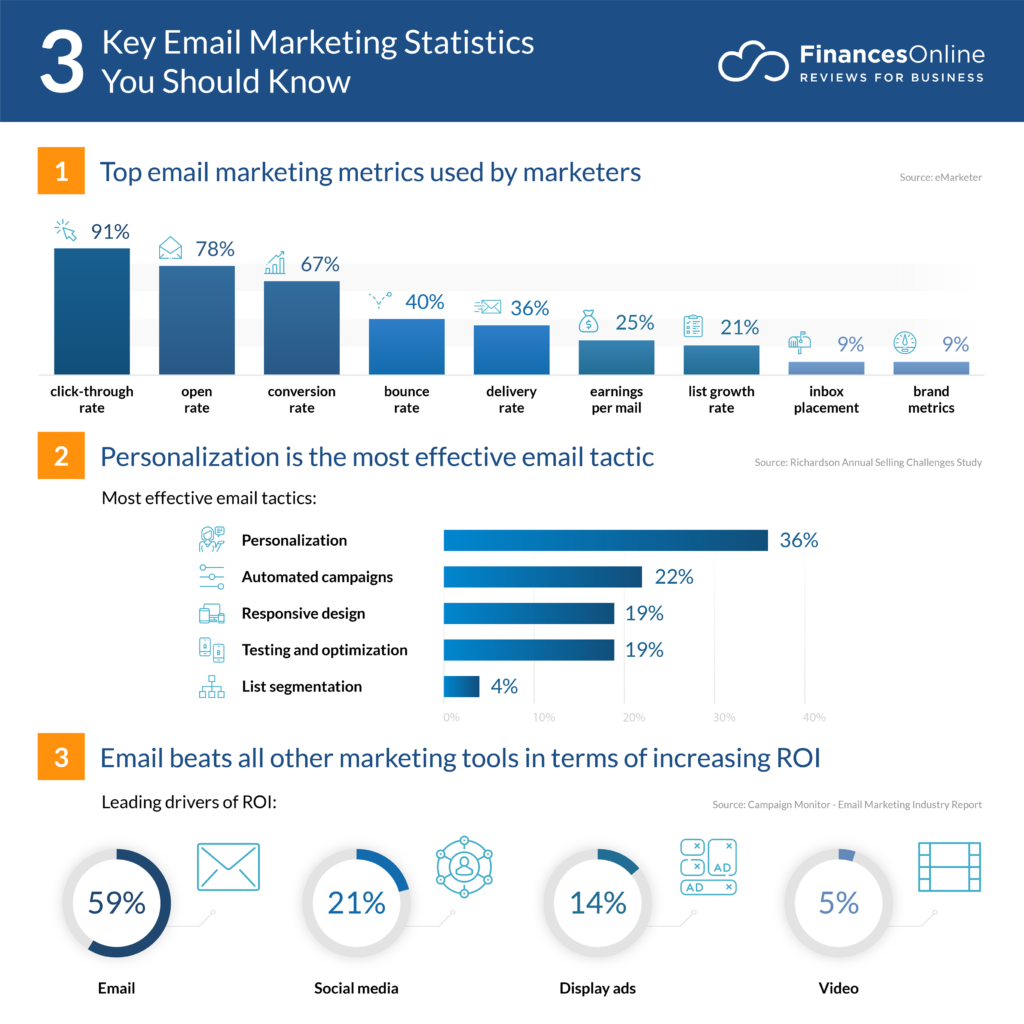 3
Key Email Marketing Statistics
You Should Know
FinancesOnline
REVIEWS FOR BUSINESS
1
Top email marketing metrics used by marketers
Source: eMarketer
91%
78%
67%
40%
36%
25%
21%
9%
9%
click-through
rate
open
rate
conversion
rate
bounce
rate
delivery
rate
earnings
per mail
list growth
rate
inbox
placement
brand
metrics
2
Personalization is the most effective email tactic
Source: Richardson Annual Selling Challenges Study
Most effective email tactics:
Personalization 36%
Automated campaigns 22%
Responsive design 19%
Testing and optimization 19%
List segmentation 4%
0% 10% 20% 30% 40%
3
Email beats all other marketing tools in terms of increasing ROI
Leading drivers of ROI:
Source: Campaign Monitor - Email Marketing Industry Report
59%
Email
21%
Social media
14%
AD
AD
Display ads
5%
Video